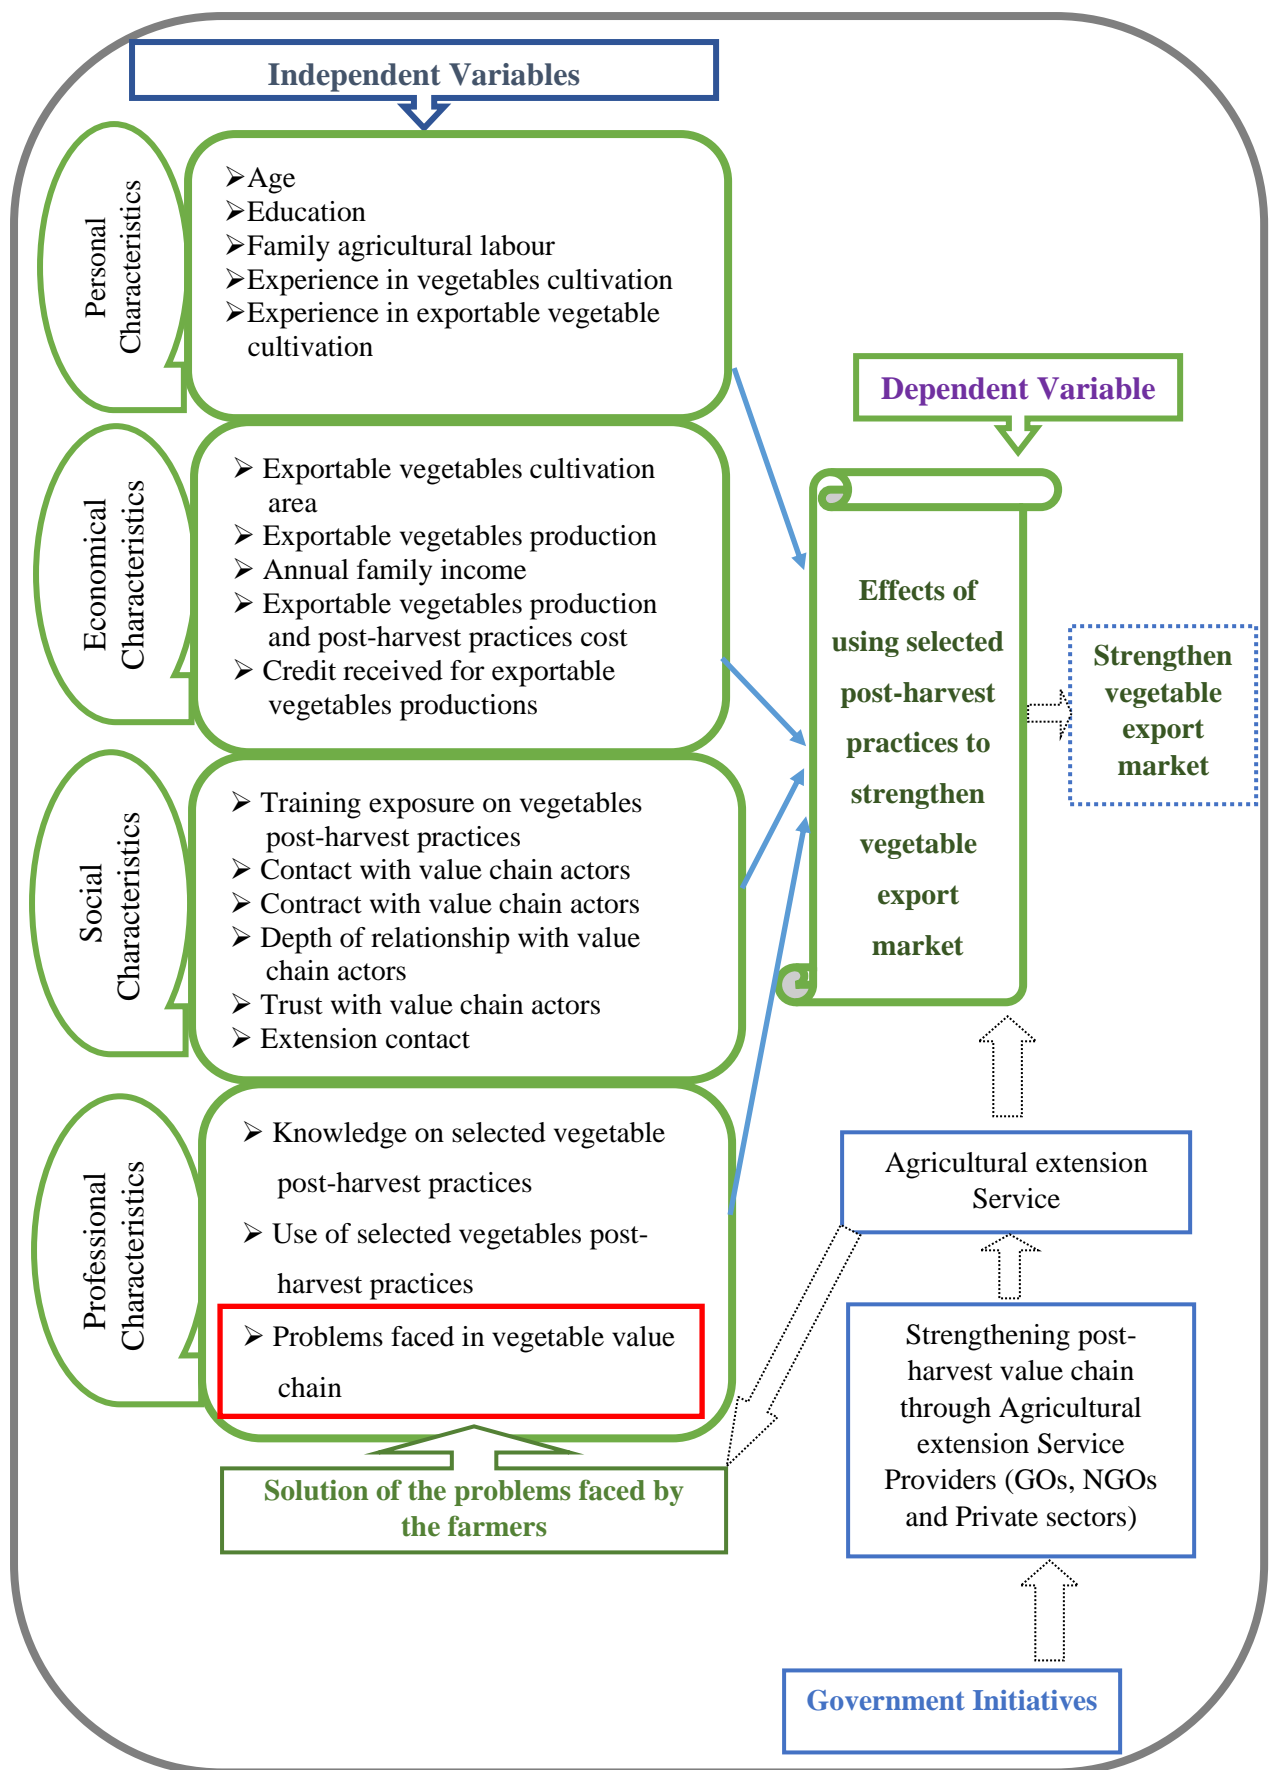 Independent Variables
Personal
Characteristics
➢Age
➢Education
➢Family agricultural labour
➢Experience in vegetables cultivation
➢Experience in exportable vegetable
cultivation
Economical
Characteristics
➢ Exportable vegetables cultivation
area
➢ Exportable vegetables production
➢ Annual family income
➢ Exportable vegetables production
and post-harvest practices cost
➢ Credit received for exportable
vegetables productions
Social
Characteristics
➢ Training exposure on vegetables
post-harvest practices
➢ Contact with value chain actors
➢ Contract with value chain actors
➢ Depth of relationship with value
chain actors
➢ Trust with value chain actors
➢ Extension contact
Professional
Characteristics
➢ Knowledge on selected vegetable
post-harvest practices
➢ Use of selected vegetables post-
harvest practices
➢ Problems faced in vegetable value
chain
Solution of the problems faced by
the farmers
Dependent Variable
Effects of
using selected
post-harvest
practices to
strengthen
vegetable
export
market
Strengthen
vegetable
export
market
Agricultural extension
Service
Strengthening post-
harvest value chain
through Agricultural
extension Service
Providers (GOs, NGOs
and Private sectors)
Government Initiatives